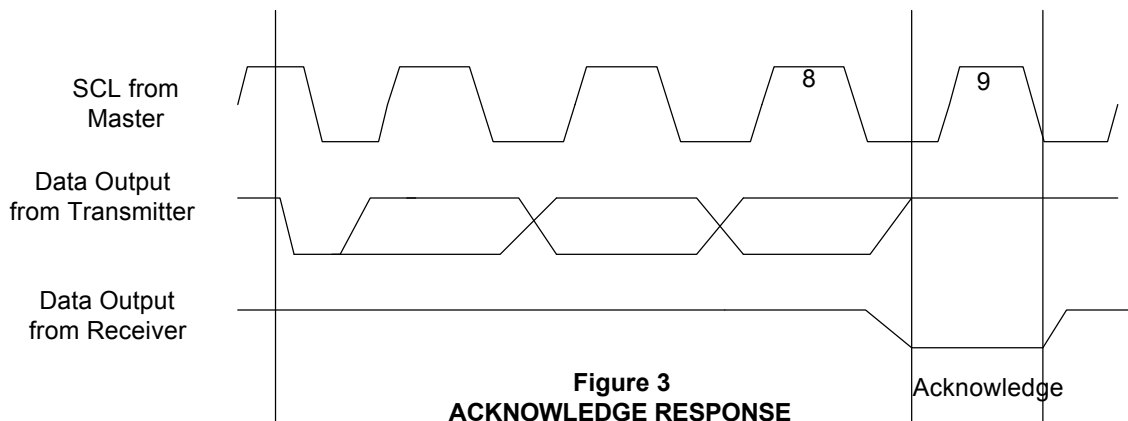 SCL from
Master
8
9
Data Output
from Transmitter
Data Output
from Receiver
Figure 3
ACKNOWLEDGE RESPONSE
Acknowledge